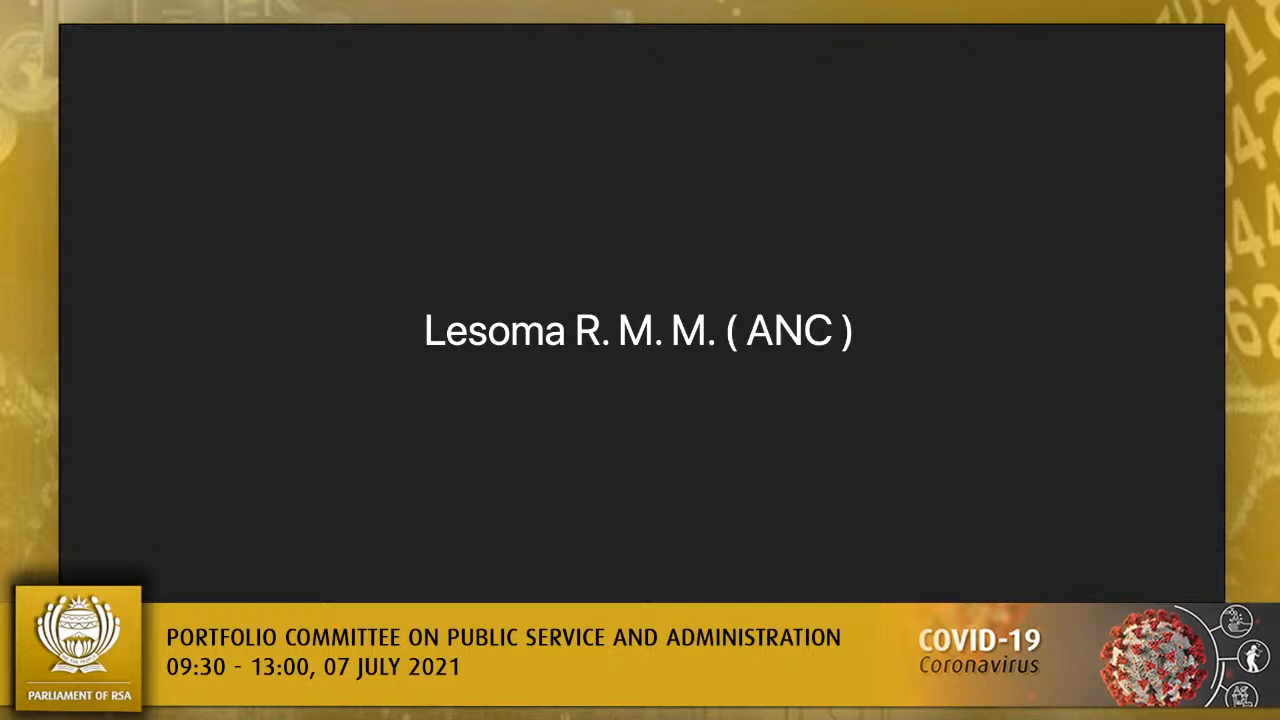 Lesoma R. M. M. ( ANC )
PORTFOLIO COMMITTEE ON PUBLIC SERVICE AND ADMINISTRATION
09:30 - 13:00, 07 JULY 2021
COVID-19
Coronavirus
PARLIAMENT OF RSA